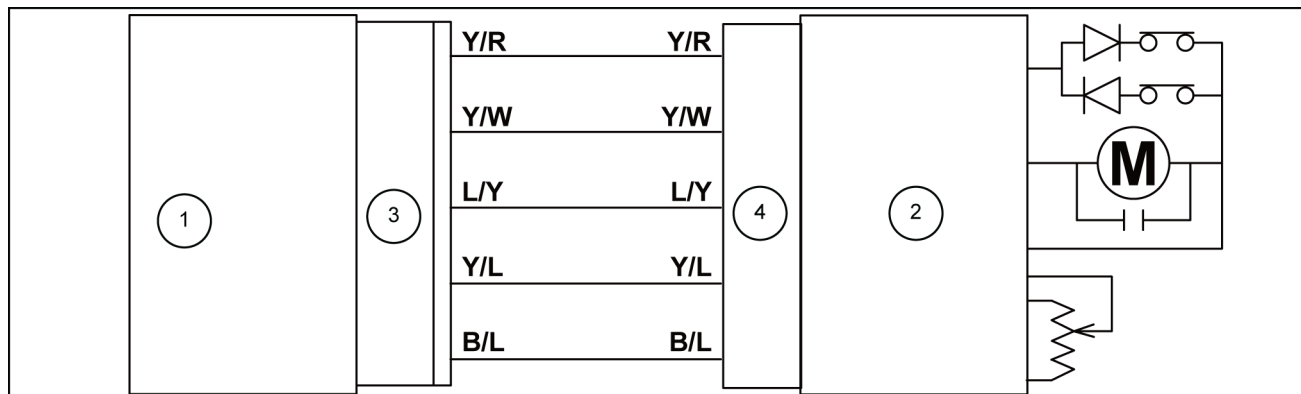 Y/R Y/R
Y/W Y/W
L/Y L/Y
1 3 4 2
Y/L Y/L
B/L B/L
M